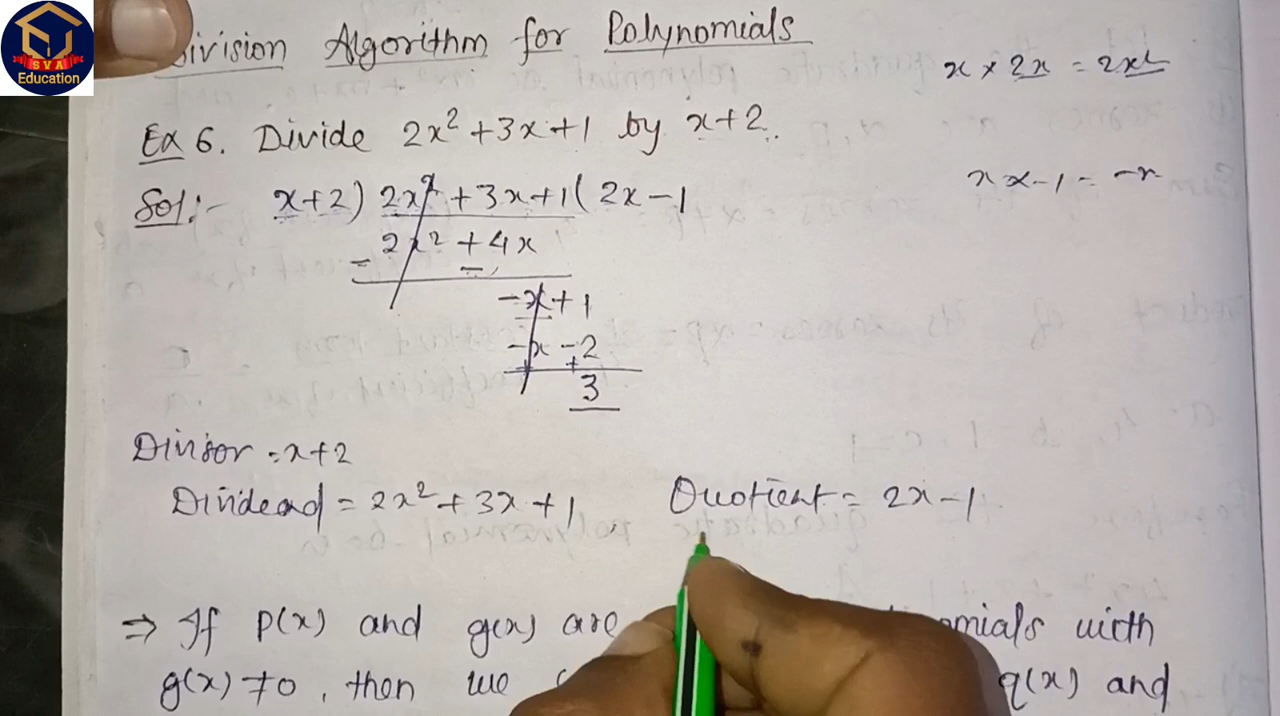 SVA
Education
Division Algorithm for Polynomials
x × 2x = 2x²
Ex 6. Divide 2x² + 3x + 1 by x + 2.
x × -1 = -x
Sol:- x+2) 2x² + 3x + 1 ( 2x - 1
2x² + 4x
- -
-x + 1
-x - 2
+ +
3
Divisor = x+2
Dividead = 2x² + 3x + 1 Quotient = 2x - 1
⇒ If p(x) and g(x) are
with
g(x) ≠ 0, then we q(x) and